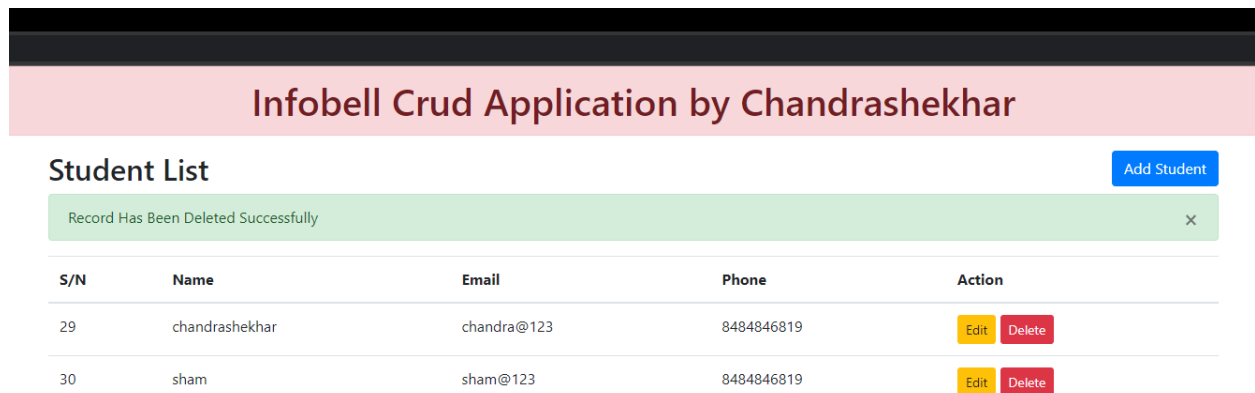 Infobell Crud Application by Chandrashekhar
Student List
Add Student
Record Has Been Deleted Successfully ×
S/N Name Email Phone Action
29 chandrashekhar chandra@123 8484846819 Edit Delete
30 sham sham@123 8484846819 Edit Delete